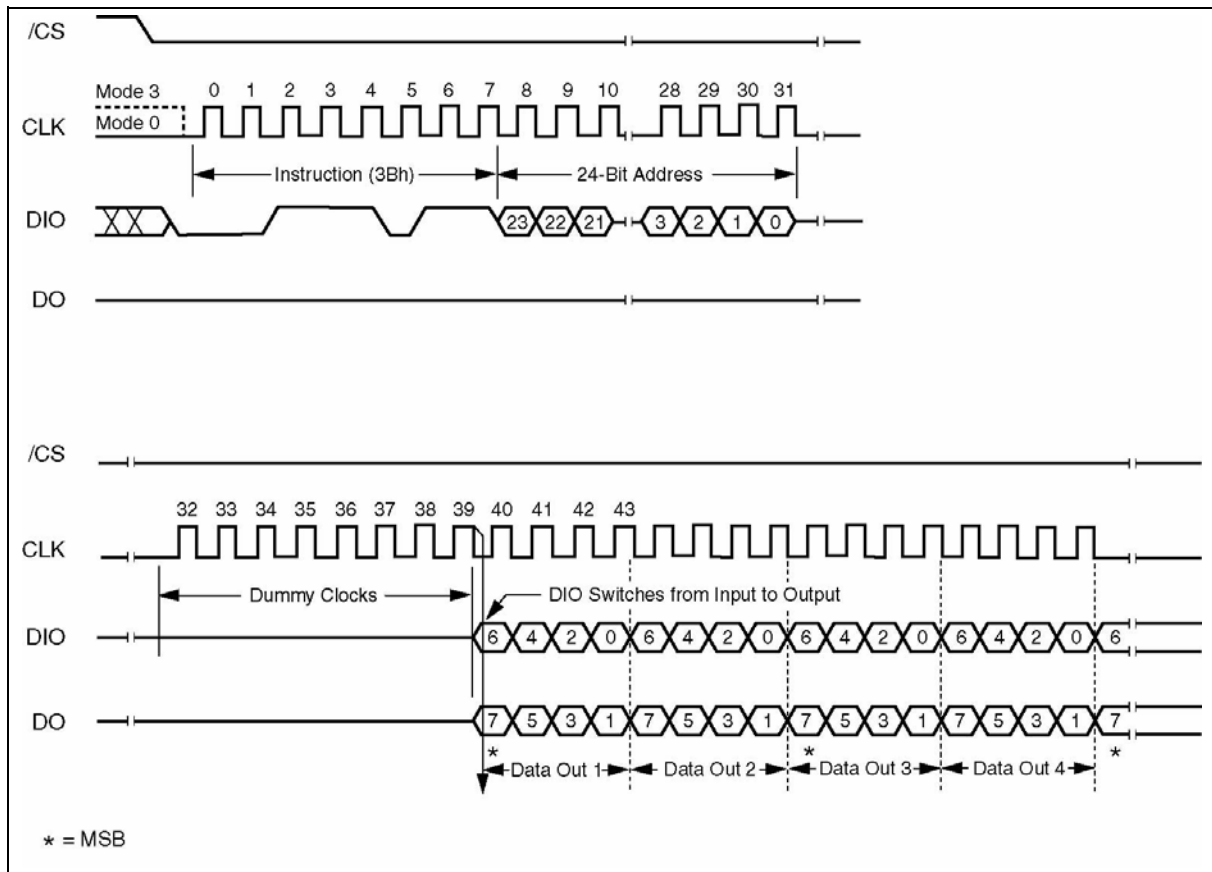 /CS
Mode 3
0 1 2 3 4 5 6 7 8 9 10 28 29 30 31
CLK
Mode 0
Instruction (3Bh)
24-Bit Address
DIO
23 22 21 3 2 1 0
DO
/CS
32 33 34 35 36 37 38 39 40 41 42 43
CLK
Dummy Clocks
DIO Switches from Input to Output
DIO
6 4 2 0 6 4 2 0 6 4 2 0 6 4 2 0 6
DO
7 5 3 1 7 5 3 1 7 5 3 1 7 5 3 1 7
* * *
Data Out 1 Data Out 2 Data Out 3 Data Out 4
* = MSB